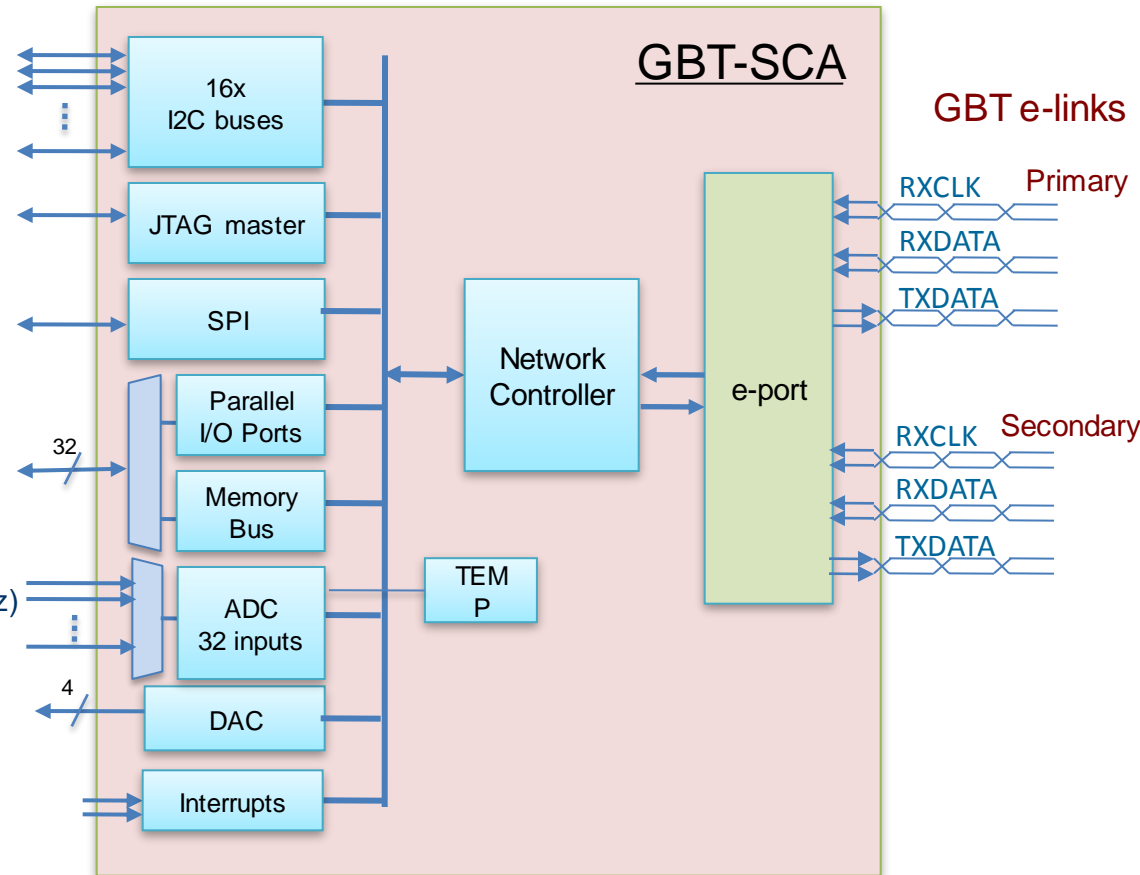 GBT-SCA
16x
I2C buses
JTAG master
SPI
Parallel
I/O Ports
32
Memory
Bus
z)
ADC
32 inputs
TEM
P
4
DAC
Interrupts
Network
Controller
e-port
GBT e-links
RXCLK
Primary
RXDATA
TXDATA
RXCLK
Secondary
RXDATA
TXDATA